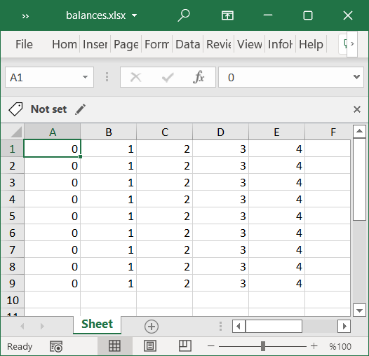 balances.xlsx
File Hom Inser Page Form Data Revi View Infol Help
A1 fx 0
Not set
A B C D E F
1 0 1 2 3 4
2 0 1 2 3 4
3 0 1 2 3 4
4 0 1 2 3 4
5 0 1 2 3 4
6 0 1 2 3 4
7 0 1 2 3 4
8 0 1 2 3 4
9 0 1 2 3 4
10
Sheet
Ready %100